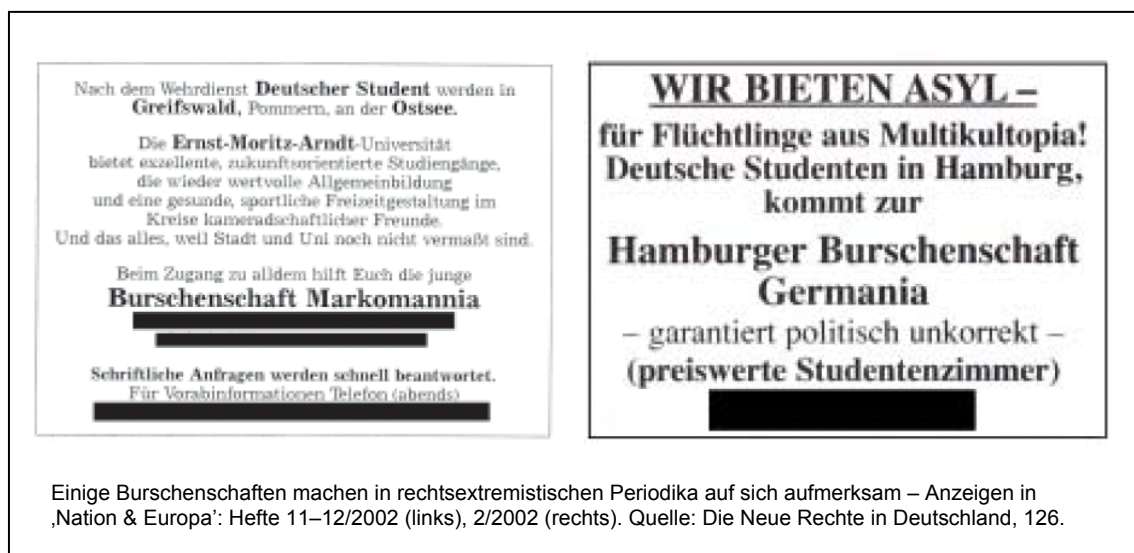 Nach dem Wehrdienst Deutscher Student werden in
Greifswald, Pommern, an der Ostsee.
Die Ernst-Moritz-Arndt-Universität
bietet exzellente, zukunftsorientierte Studiengänge,
die wieder wertvolle Allgemeinbildung
und eine gesunde, sportliche Freizeitgestaltung im
Kreise kameradschaftlicher Freunde.
Und das alles, weil Stadt und Uni noch nicht vermaßt sind.
Beim Zugang zu alldem hilft Euch die junge
Burschenschaft Markomannia
Schriftliche Anfragen werden schnell beantwortet.
Für Vorabinformationen Telefon (abends)
WIR BIETEN ASYL –
für Flüchtlinge aus Multikultopia!
Deutsche Studenten in Hamburg,
kommt zur
Hamburger Burschenschaft
Germania
– garantiert politisch unkorrekt –
(preiswerte Studentenzimmer)
Einige Burschenschaften machen in rechtsextremistischen Periodika auf sich aufmerksam – Anzeigen in
‚Nation & Europa’: Hefte 11–12/2002 (links), 2/2002 (rechts). Quelle: Die Neue Rechte in Deutschland, 126.